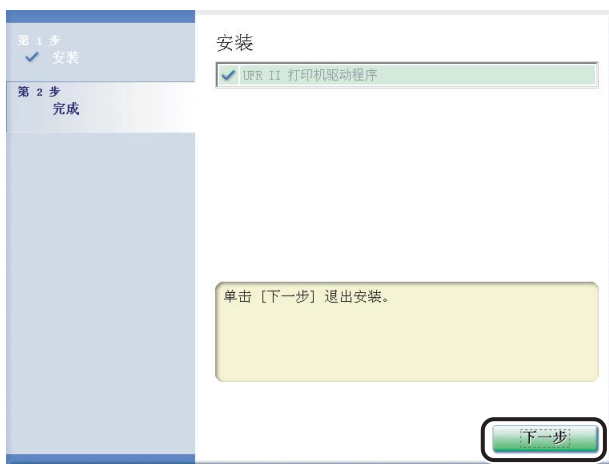 第 1 步
安装
第 2 步
完成
安装
UFR II 打印机驱动程序
单击 [下一步] 退出安装。
下一步